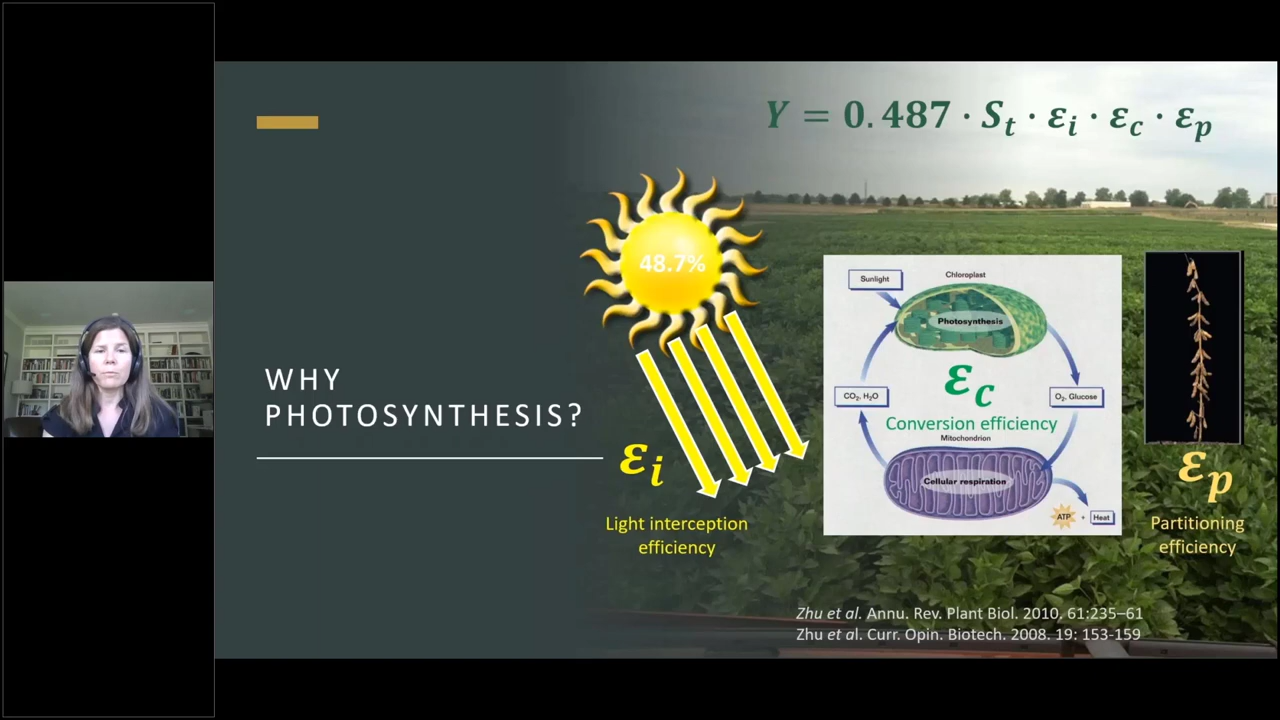 Y = 0.487 · St · εi · εc · εp
48.7%
WHY
PHOTOSYNTHESIS?
εi
Light interception
efficiency
Sunlight
Chloroplast
Photosynthesis
εc
CO2, H2O
O2, Glucose
Conversion efficiency
Mitochondrion
Cellular respiration
ATP + Heat
εp
Partitioning
efficiency
Zhu et al. Annu. Rev. Plant Biol. 2010, 61:235–61
Zhu et al. Curr. Opin. Biotech. 2008. 19: 153-159